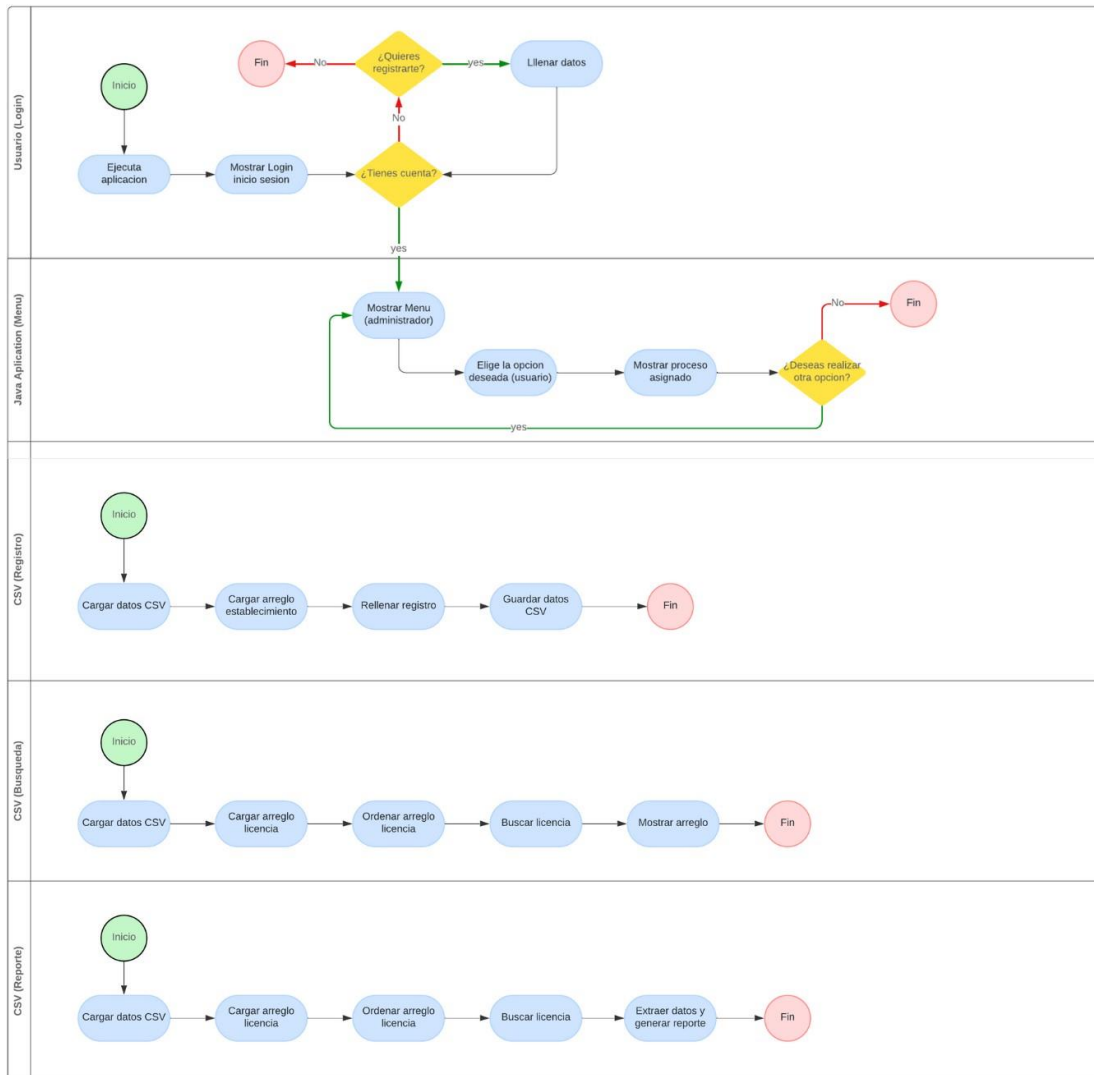 Usuario (Login)
Inicio
Ejecuta
aplicacion
Mostrar Login
inicio sesion
¿Tienes cuenta?
No
¿Quieres
registrarte?
No
Fin
yes
Lllenar datos
yes
Java Aplication (Menu)
Mostrar Menu
(administrador)
Elige la opcion
deseada (usuario)
Mostrar proceso
asignado
¿Deseas realizar
otra opcion?
No
Fin
yes
CSV (Registro)
Inicio
Cargar datos CSV
Cargar arreglo
establecimiento
Rellenar registro
Guardar datos
CSV
Fin
CSV (Busqueda)
Inicio
Cargar datos CSV
Cargar arreglo
licencia
Ordenar arreglo
licencia
Buscar licencia
Mostrar arreglo
Fin
CSV (Reporte)
Inicio
Cargar datos CSV
Cargar arreglo
licencia
Ordenar arreglo
licencia
Buscar licencia
Extraer datos y
generar reporte
Fin